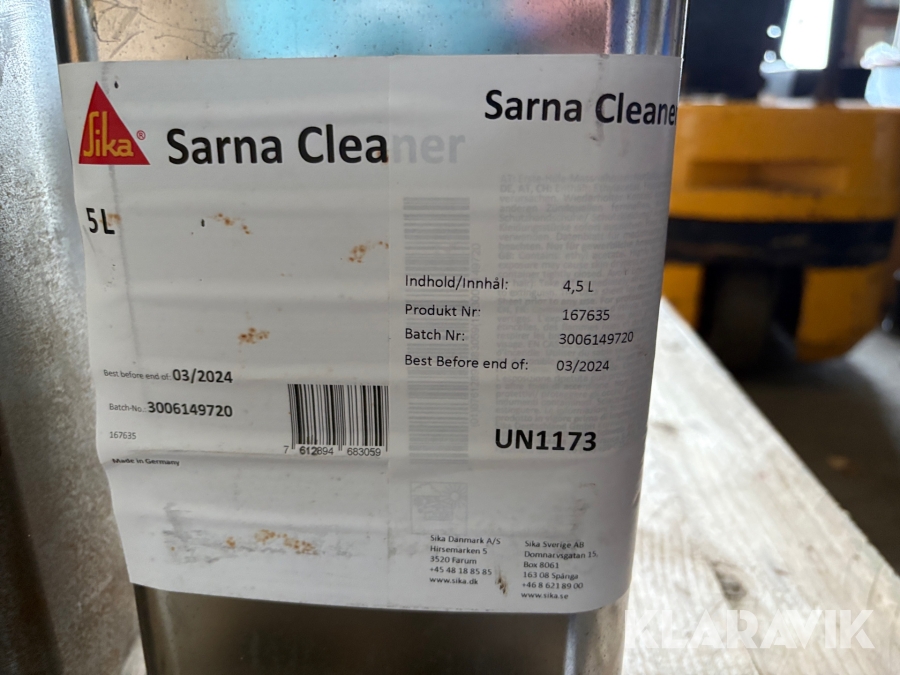 Sika®
Sarna Cleaner
5 L
Best before end of: 03/2024
Batch-No.: 3006149720
167635
Made in Germany
7 612894 683059
Sarna Cleane
Indhold/Innhål: 4,5 L
Produkt Nr: 167635
Batch Nr: 3006149720
Best Before end of: 03/2024
UN1173
Sika Danmark A/S
Hirsemarken 5
3520 Farum
+45 48 18 85 85
www.sika.dk
Sika Sverige AB
Domnarvsgatan 15,
Box 8061
163 08 Spånga
+46 8 621 89 00
www.sika.se
KLARAVIK